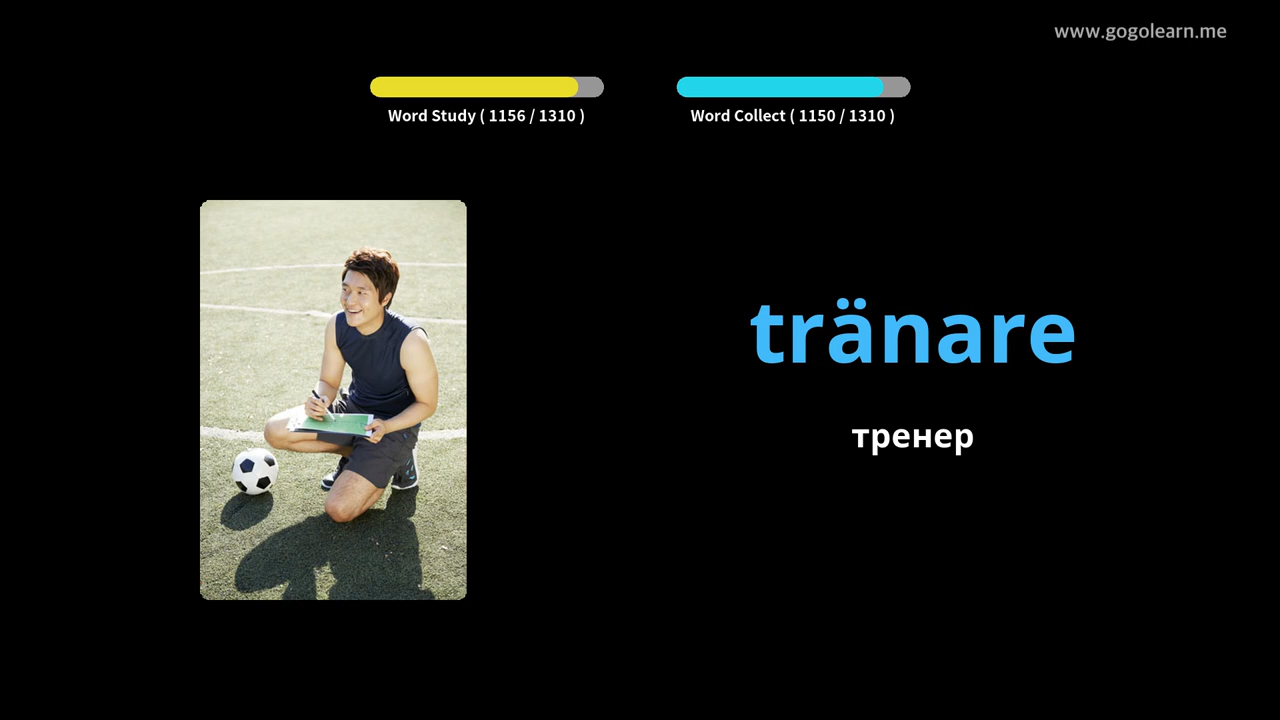 www.gogolearn.me
Word Study ( 1156 / 1310 )
Word Collect ( 1150 / 1310 )
tränare
тренер